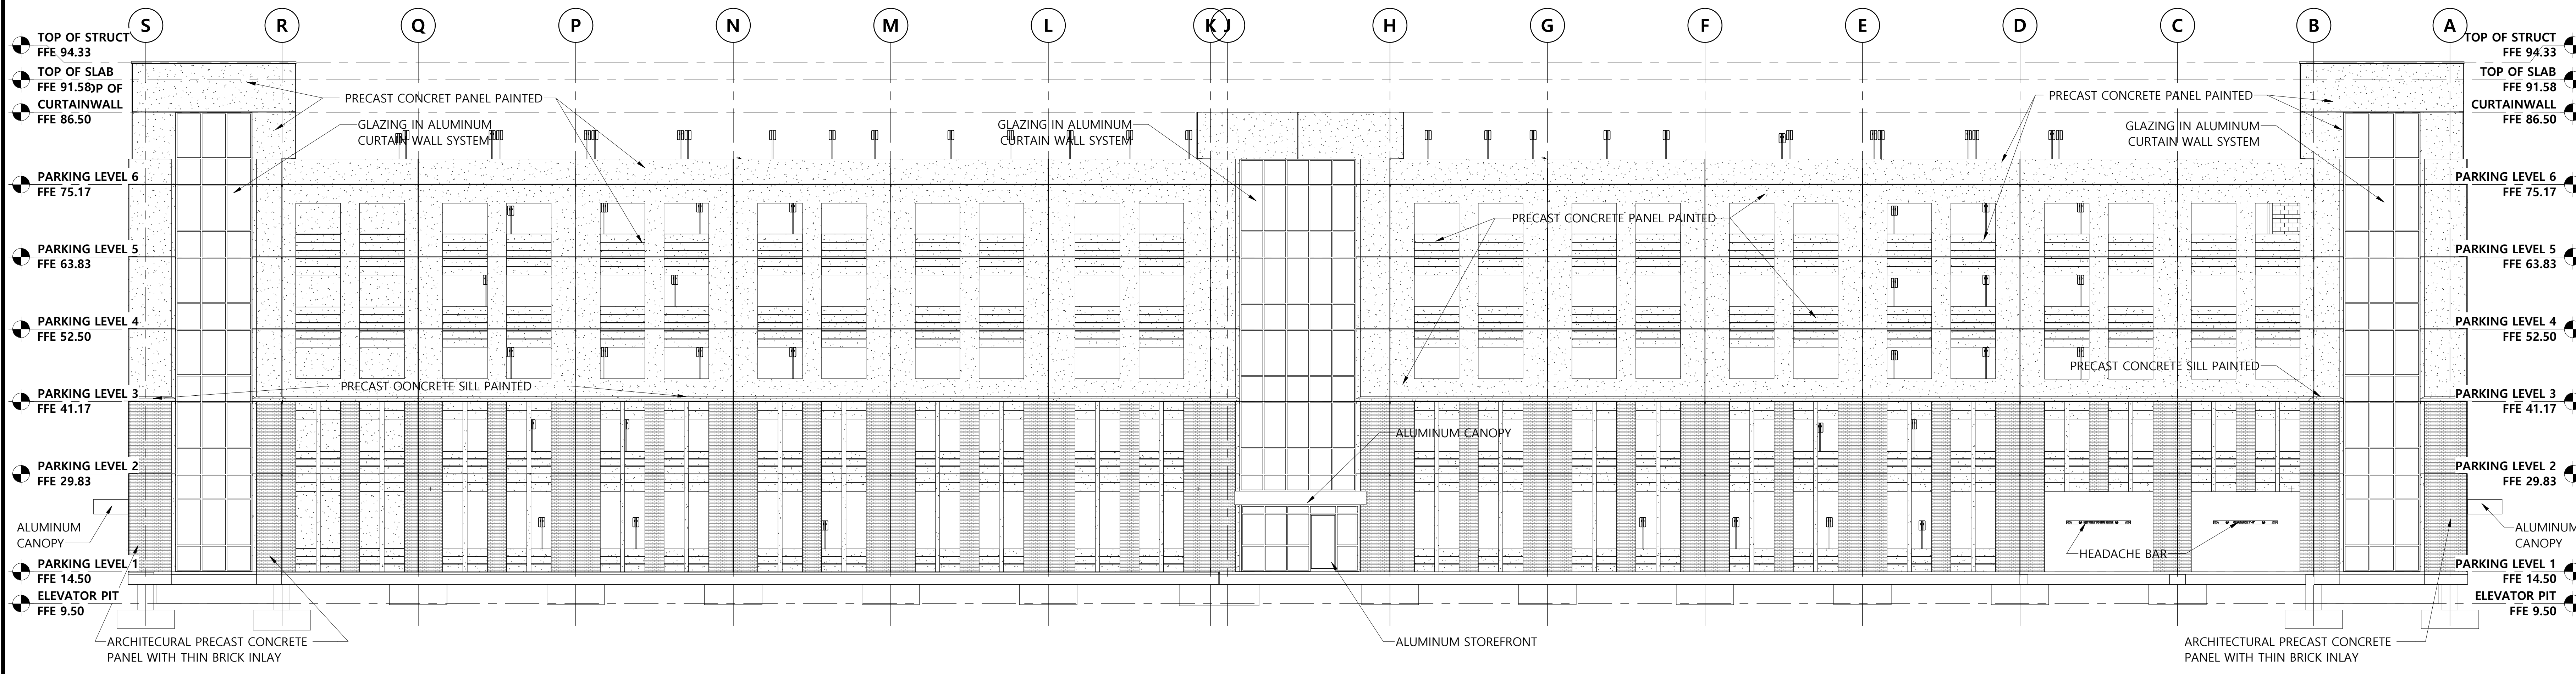 S R Q P N M L K J H G F E D C B A
TOP OF STRUCT
FFE 94.33
TOP OF SLAB
FFE 91.58
OP OF
CURTAINWALL
FFE 86.50
PARKING LEVEL 6
FFE 75.17
PARKING LEVEL 5
FFE 63.83
PARKING LEVEL 4
FFE 52.50
PARKING LEVEL 3
FFE 41.17
PARKING LEVEL 2
FFE 29.83
ALUMINUM
CANOPY
PARKING LEVEL 1
FFE 14.50
ELEVATOR PIT
FFE 9.50
ARCHITECURAL PRECAST CONCRETE
PANEL WITH THIN BRICK INLAY
PRECAST CONCRET PANEL PAINTED
GLAZING IN ALUMINUM
CURTAIN WALL SYSTEM
PRECAST OONCRETE SILL PAINTED
GLAZING IN ALUMINUM
CURTAIN WALL SYSTEM
PRECAST CONCRETE PANEL PAINTED
ALUMINUM CANOPY
ALUMINUM STOREFRONT
PRECAST CONCRETE PANEL PAINTED
GLAZING IN ALUMINUM
CURTAIN WALL SYSTEM
PRECAST CONCRETE SILL PAINTED
HEADACHE BAR
ARCHITECURAL PRECAST CONCRETE
PANEL WITH THIN BRICK INLAY
TOP OF STRUCT
FFE 94.33
TOP OF SLAB
FFE 91.58
CURTAINWALL
FFE 86.50
PARKING LEVEL 6
FFE 75.17
PARKING LEVEL 5
FFE 63.83
PARKING LEVEL 4
FFE 52.50
PARKING LEVEL 3
FFE 41.17
PARKING LEVEL 2
FFE 29.83
ALUMINUM
CANOPY
PARKING LEVEL 1
FFE 14.50
ELEVATOR PIT
FFE 9.50